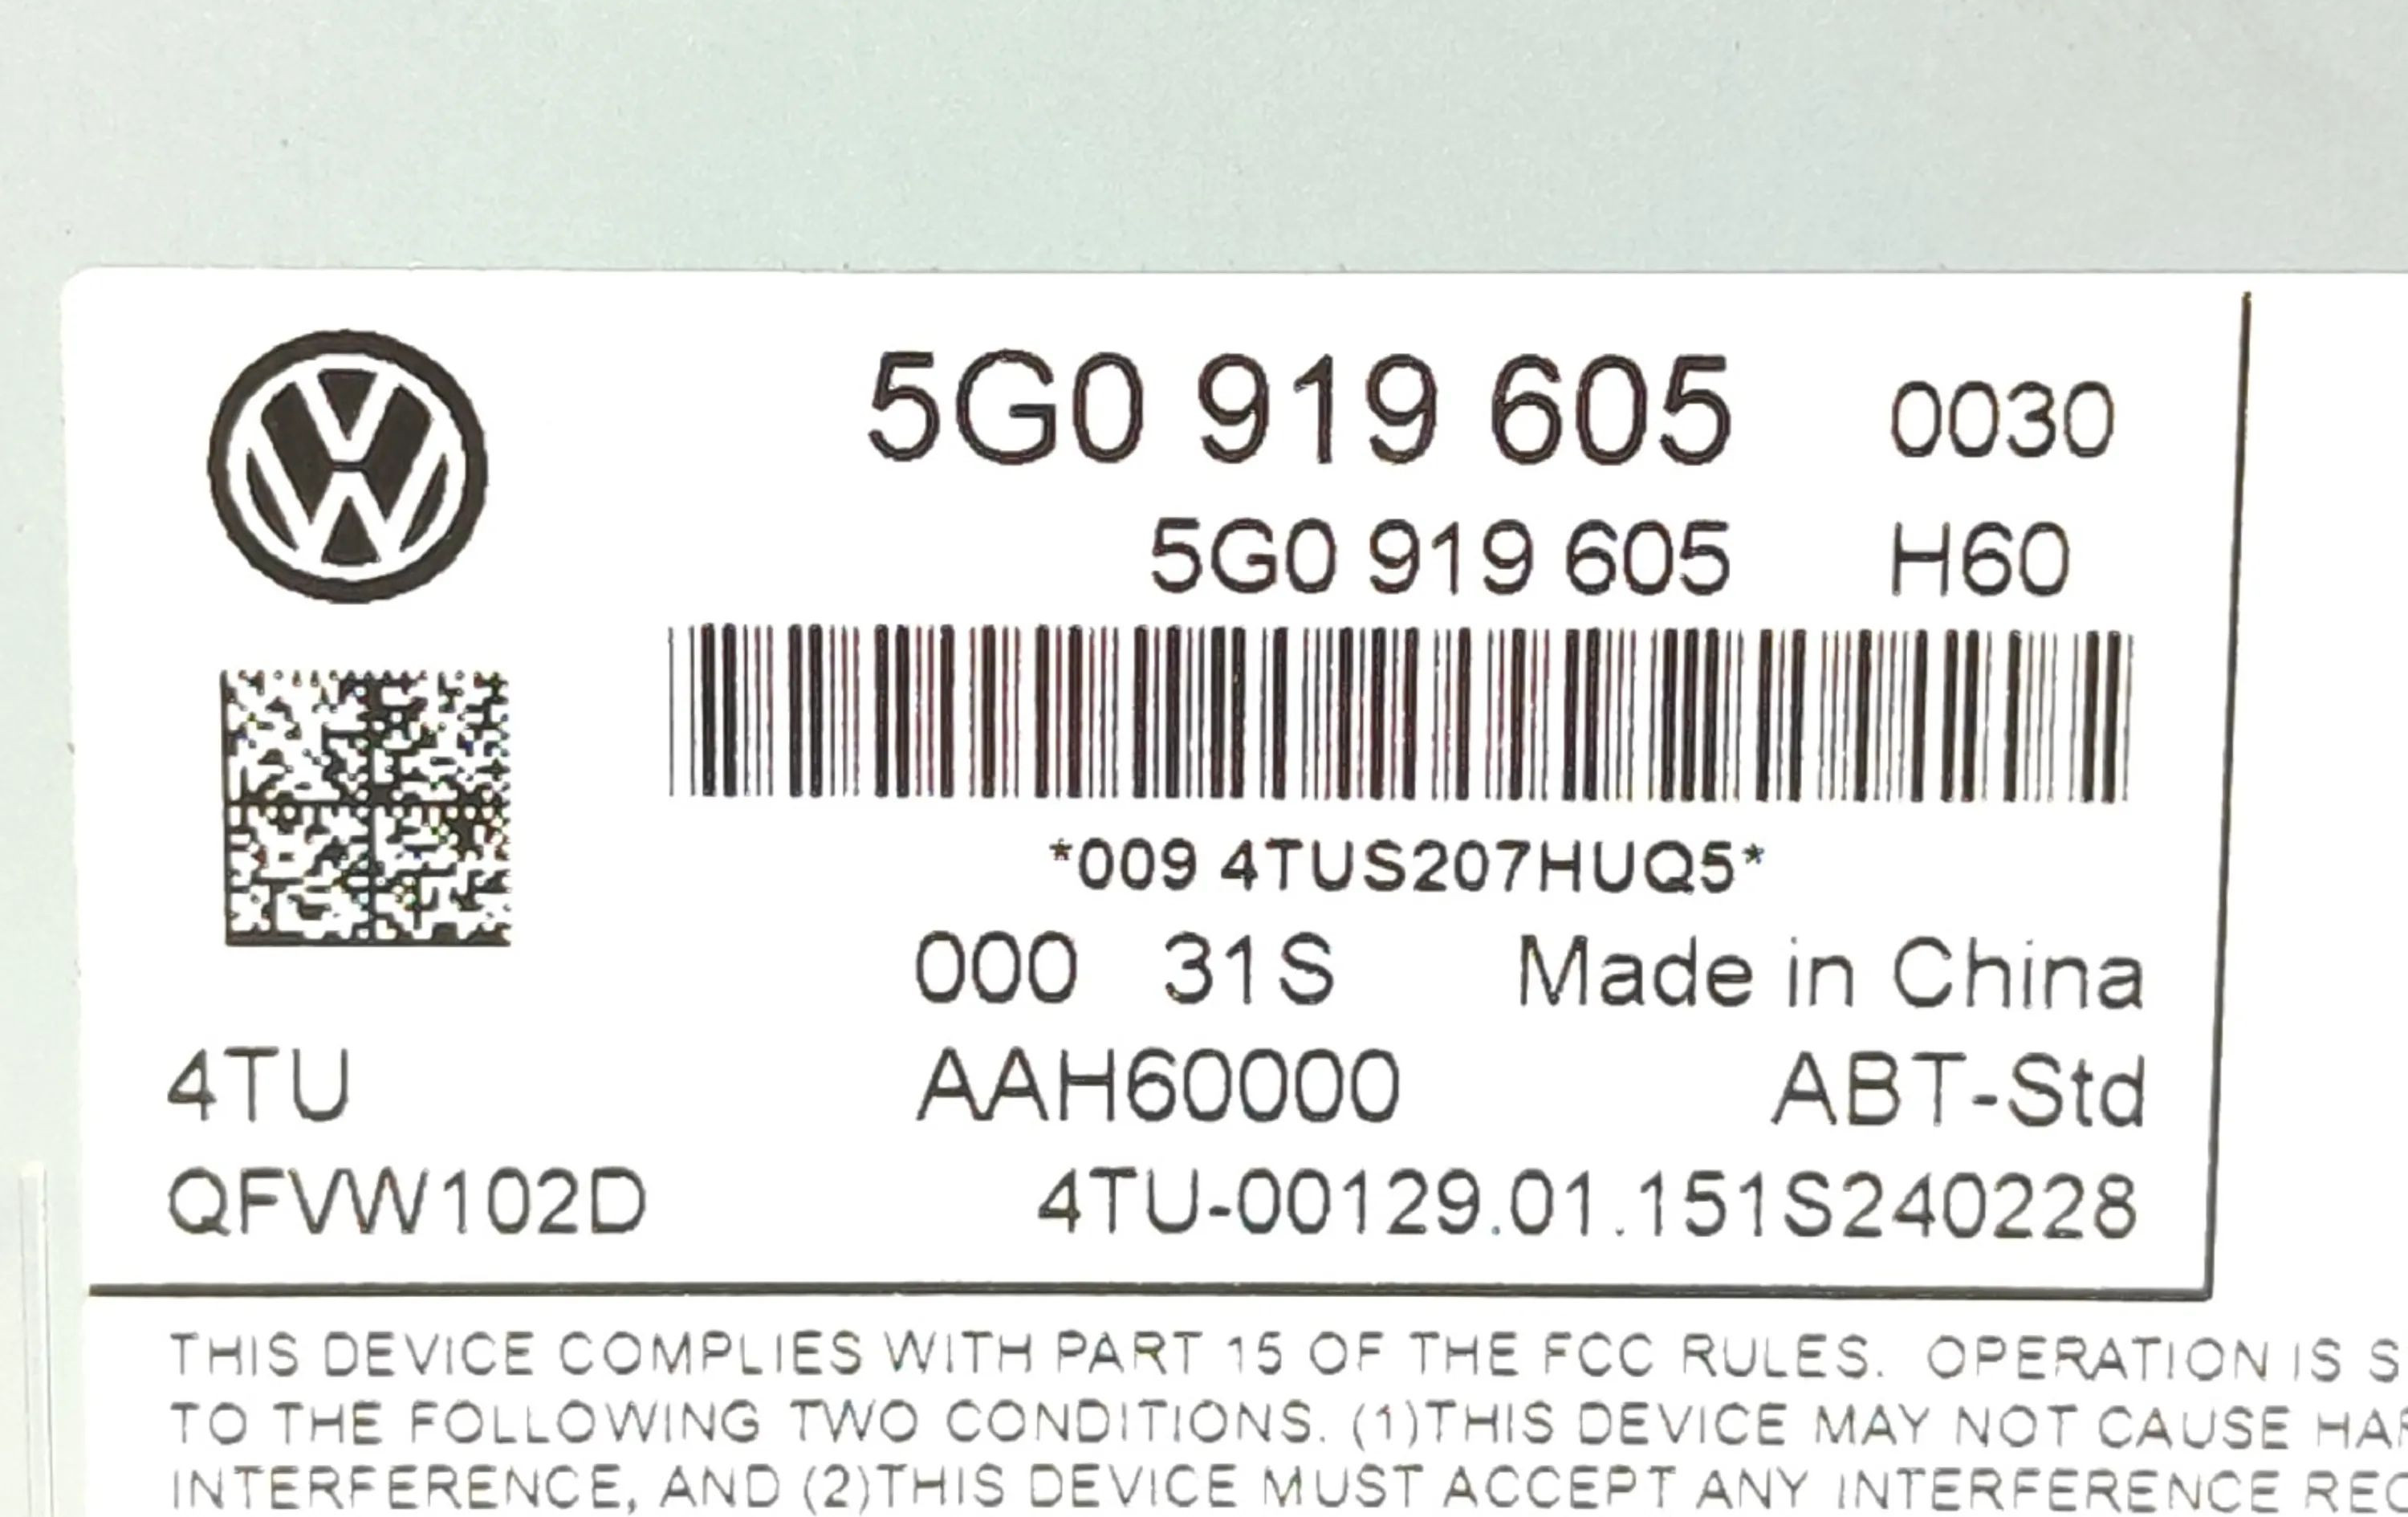 5G0 919 605 0030
5G0 919 605 H60
*009 4TUS207HUQ5*
000 31S Made in China
4TU AAH60000 ABT-Std
QFVW102D 4TU-00129.01.151S240228
THIS DEVICE COMPLIES WITH PART 15 OF THE FCC RULES. OPERATION IS
TO THE FOLLOWING TWO CONDITIONS. (1)THIS DEVICE MAY NOT CAUSE
INTERFERENCE, AND (2)THIS DEVICE MUST ACCEPT ANY INTERFERENCE